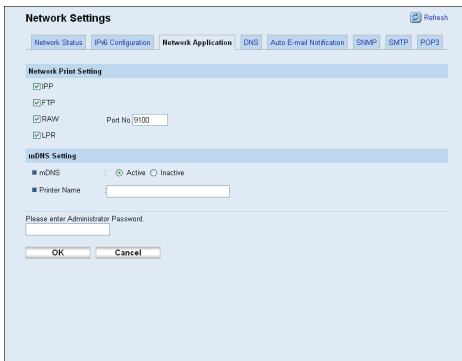 Network Settings
Refresh
Network Status IPv6 Configuration Network Application DNS Auto E-mail Notification SNMP SMTP POP3
Network Print Setting
IPP
FTP
RAW Port No. 9100
LPR
mDNS Setting
mDNS : Active Inactive
Printer Name :
Please enter Administrator Password.
OK Cancel